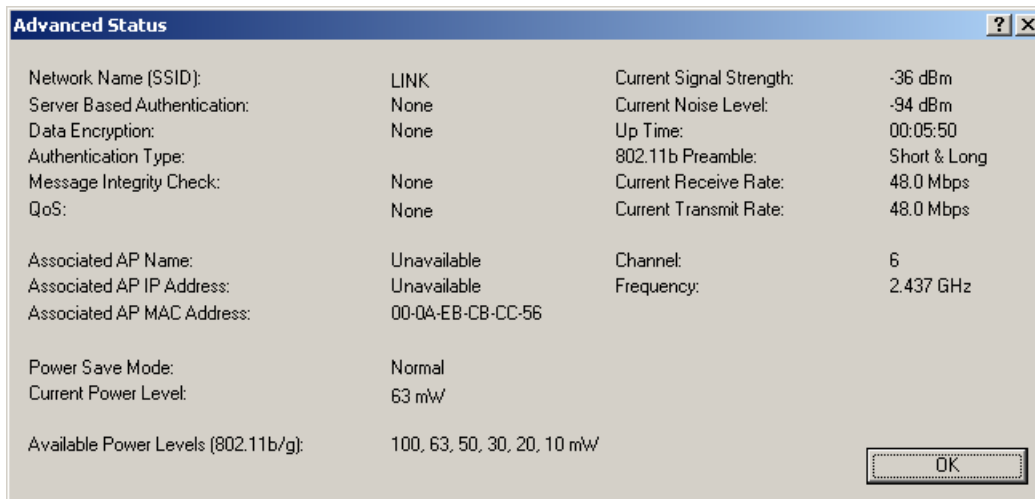 Advanced Status
Network Name (SSID): LINK Current Signal Strength: -36 dBm
Server Based Authentication: None Current Noise Level: -94 dBm
Data Encryption: None Up Time: 00:05:50
Authentication Type: 802.11b Preamble: Short & Long
Message Integrity Check: None Current Receive Rate: 48.0 Mbps
QoS: None Current Transmit Rate: 48.0 Mbps
Associated AP Name: Unavailable Channel: 6
Associated AP IP Address: Unavailable Frequency: 2.437 GHz
Associated AP MAC Address: 00-0A-EB-CB-CC-56
Power Save Mode: Normal
Current Power Level: 63 mW
Available Power Levels (802.11b/g): 100, 63, 50, 30, 20, 10 mW
OK